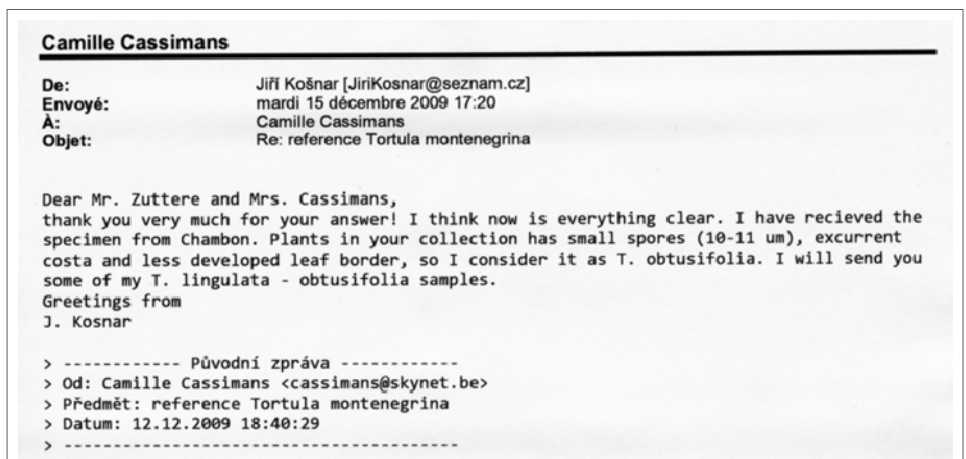 Camille Cassimans
De: Jiří Košnar [JiriKosnar@seznam.cz]
Envoyé: mardi 15 décembre 2009 17:20
À: Camille Cassimans
Objet: Re: reference Tortula montenegrina
Dear Mr. Zuttere and Mrs. Cassimans,
thank you very much for your answer! I think now is everything clear. I have recieved the
specimen from Chambon. Plants in your collection has small spores (10-11 um), excurrent
costa and less developed leaf border, so I consider it as T. obtusifolia. I will send you
some of my T. lingulata - obtusifolia samples.
Greetings from
J. Kosnar
> ------------ Původní zpráva ------------
> Od: Camille Cassimans <cassimans@skynet.be>
> Předmět: reference Tortula montenegrina
> Datum: 12.12.2009 18:40:29
> ----------------------------------------